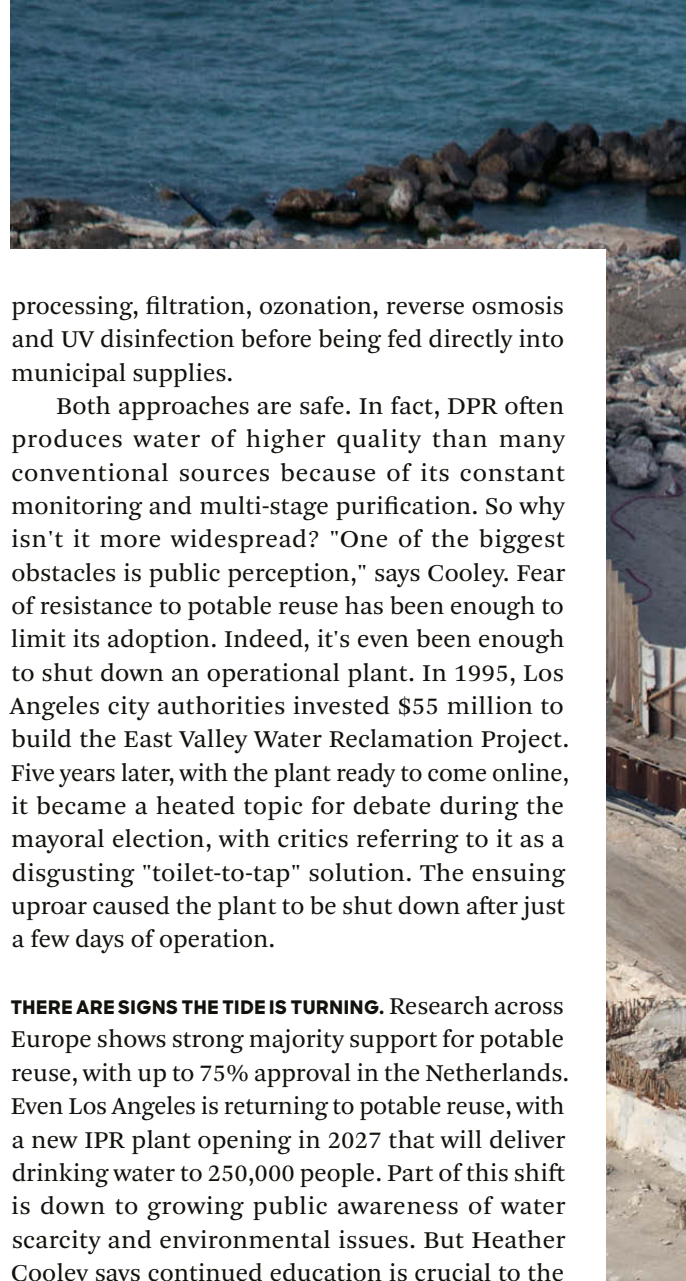 processing, filtration, ozonation, reverse osmosis
and UV disinfection before being fed directly into
municipal supplies.
Both approaches are safe. In fact, DPR often
produces water of higher quality than many
conventional sources because of its constant
monitoring and multi-stage purification. So why
isn't it more widespread? "One of the biggest
obstacles is public perception," says Cooley. Fear
of resistance to potable reuse has been enough to
limit its adoption. Indeed, it's even been enough
to shut down an operational plant. In 1995, Los
Angeles city authorities invested $55 million to
build the East Valley Water Reclamation Project.
Five years later, with the plant ready to come online,
it became a heated topic for debate during the
mayoral election, with critics referring to it as a
disgusting "toilet-to-tap" solution. The ensuing
uproar caused the plant to be shut down after just
a few days of operation.
THERE ARE SIGNS THE TIDE IS TURNING. Research across
Europe shows strong majority support for potable
reuse, with up to 75% approval in the Netherlands.
Even Los Angeles is returning to potable reuse, with
a new IPR plant opening in 2027 that will deliver
drinking water to 250,000 people. Part of this shift
is down to growing public awareness of water
scarcity and environmental issues. But Heather
Cooley says continued education is crucial to the